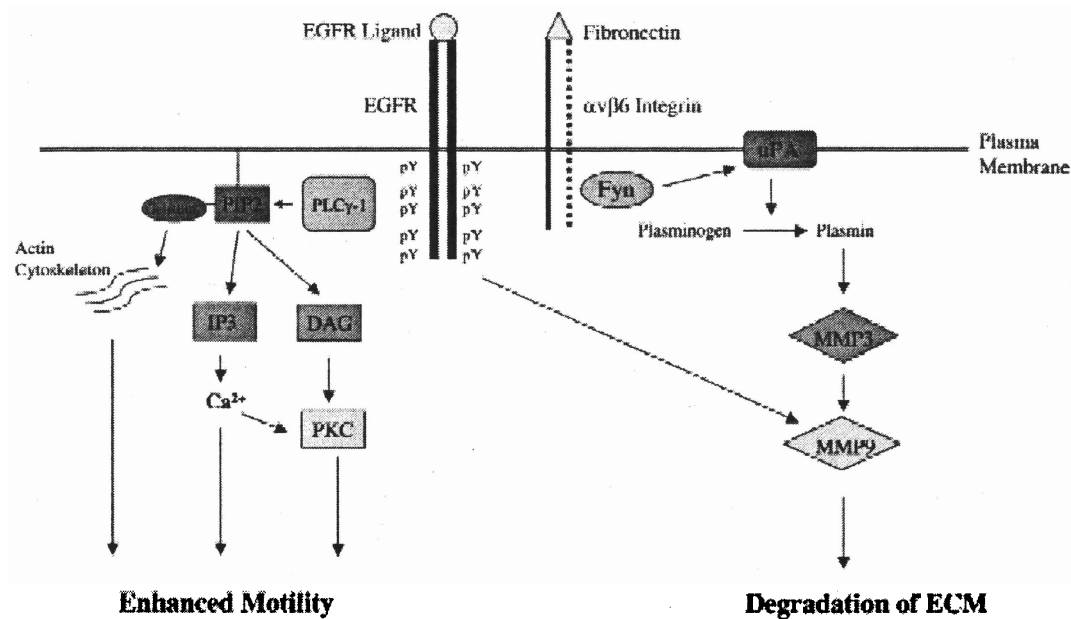 EGFR Ligand
Fibronectin
EGFR
αvβ6 Integrin
Plasma
Membrane
uPA
pY pY
pY pY
pY pY
pY pY
pY pY
Fyn
PIP2
PLCγ-1
Plasminogen
Plasmin
Actin
Cytoskeleton
IP3
DAG
MMP3
Ca²⁺
PKC
MMP9
Enhanced Motility
Degradation of ECM